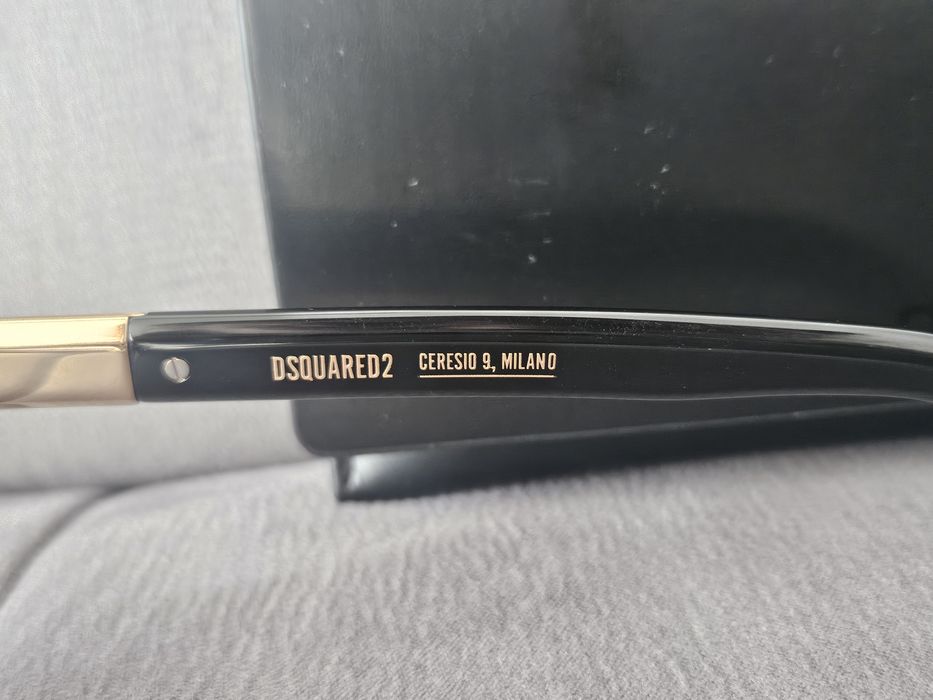 DSQUARED2 CERESIO 9, MILANO